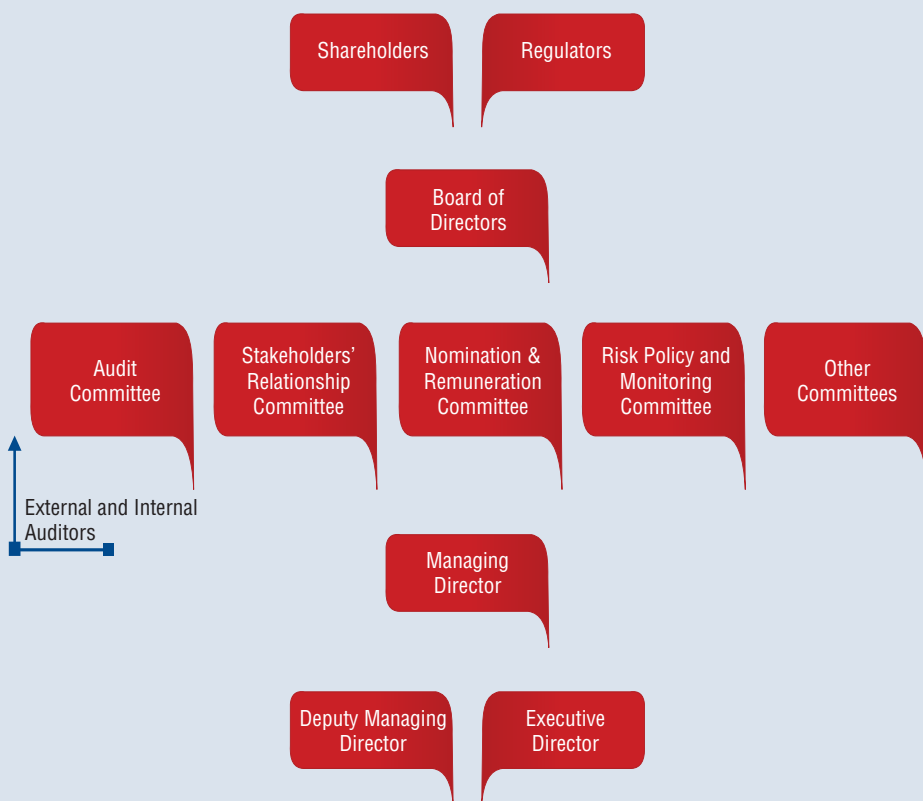 Shareholders
Regulators
Board of
Directors
Audit
Committee
Stakeholders’
Relationship
Committee
Nomination &
Remuneration
Committee
Risk Policy and
Monitoring
Committee
Other
Committees
External and Internal
Auditors
Managing
Director
Deputy Managing
Director
Executive
Director